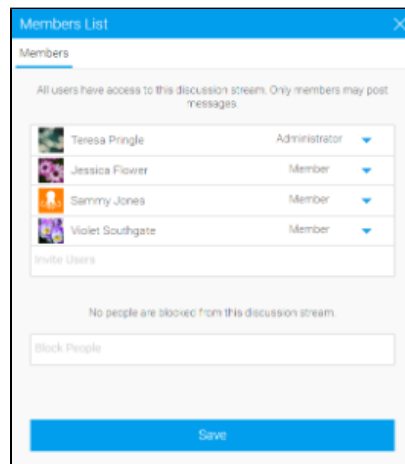 Members List
Members
All users have access to this discussion stream. Only members may post
messages.
Teresa Pringle Administrator
Jessica Flower Member
Sammy Jones Member
Violet Southgate Member
Invite Users
No people are blocked from this discussion stream.
Block People
Save